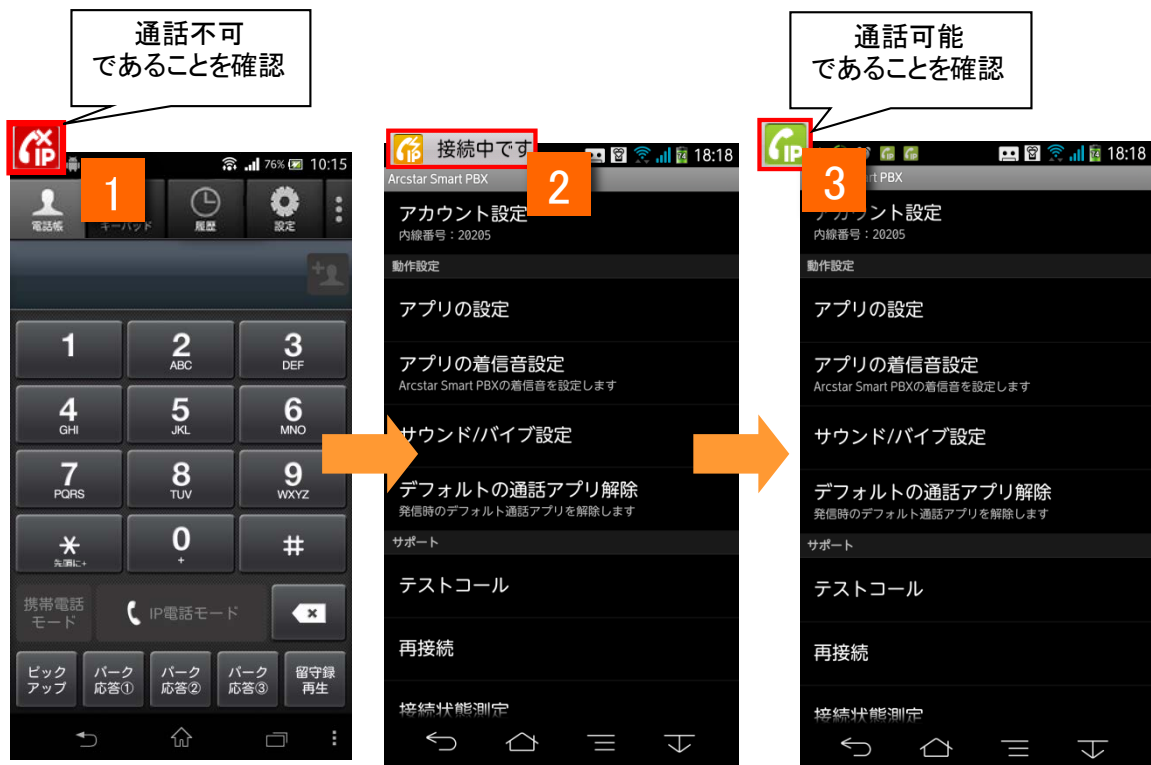 通話不可
であることを確認
IP
76% 10:15
1
電話帳
キーパッド
履歴
設定
1
2
ABC
3
DEF
4
GHI
5
JKL
6
MNO
7
PQRS
8
TUV
9
WXYZ
先頭に+
0
+
#
携帯電話
モード
IP電話モード
ピック
アップ
パーク
応答①
パーク
応答②
パーク
応答③
留守録
再生
IP 接続中です
18:18
2
Arcstar Smart PBX
アカウント設定
内線番号：20205
動作設定
アプリの設定
アプリの着信音設定
Arcstar Smart PBXの着信音を設定します
サウンド/バイブ設定
デフォルトの通話アプリ解除
発信時のデフォルト通話アプリを解除します
サポート
テストコール
再接続
接続状態測定
通話可能
であることを確認
IP
74 18:18
3
rt PBX
アカウント設定
内線番号：20205
動作設定
アプリの設定
アプリの着信音設定
Arcstar Smart PBXの着信音を設定します
サウンド/バイブ設定
デフォルトの通話アプリ解除
発信時のデフォルト通話アプリを解除します
サポート
テストコール
再接続
接続状態測定